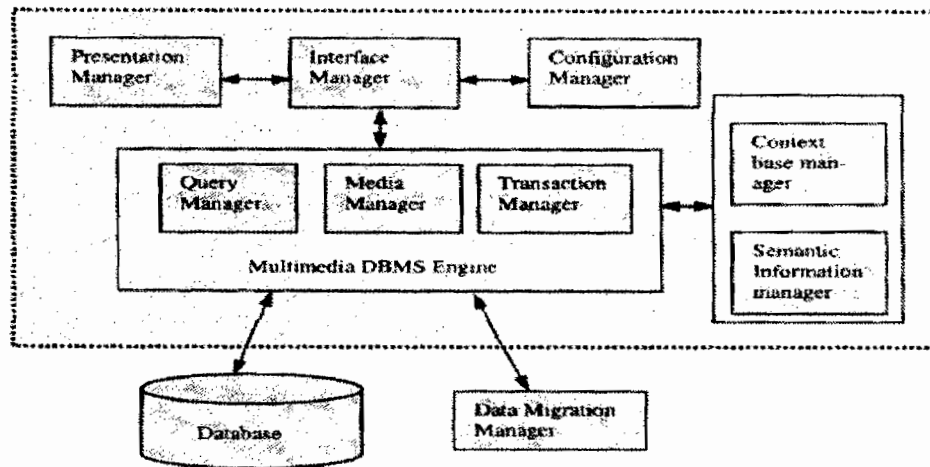 Presentation
Manager
Interface
Manager
Configuration
Manager
Query
Manager
Media
Manager
Transaction
Manager
Multimedia DBMS Engine
Context
base man-
ager
Semantic
Information
manager
Database
Data Migration
Manager